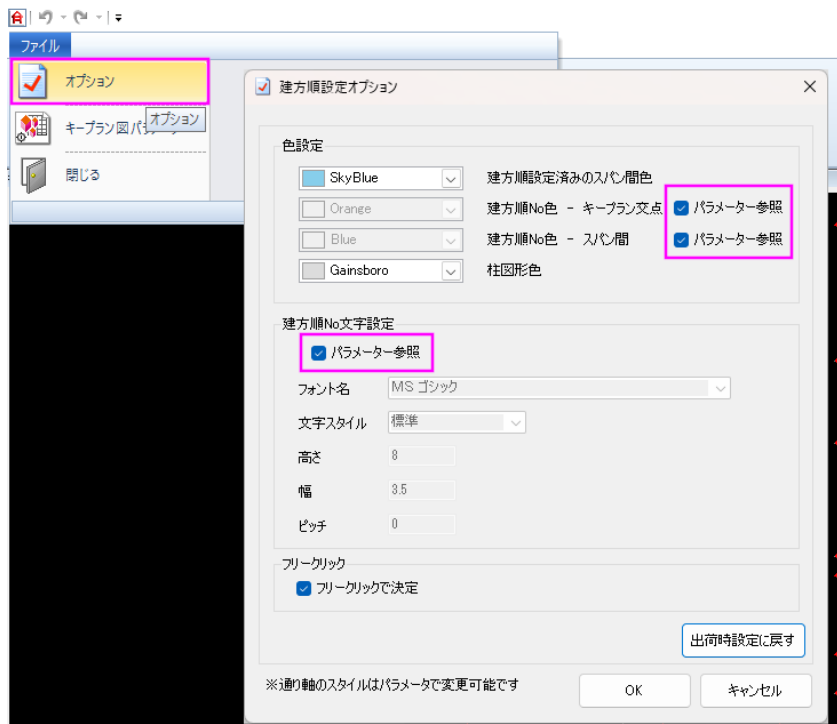 ファイル
オプション
オプション
キープラン図パ
閉じる
建方順設定オプション
色設定
SkyBlue 建方順設定済みのスパン間色
Orange 建方順No色 - キープラン交点 パラメーター参照
Blue 建方順No色 - スパン間 パラメーター参照
Gainsboro 柱図形色
建方順No文字設定
パラメーター参照
フォント名 MS ゴシック
文字スタイル 標準
高さ 8
幅 3.5
ピッチ 0
フリークリック
フリークリックで決定
出荷時設定に戻す
※通り軸のスタイルはパラメータで変更可能です
OK キャンセル